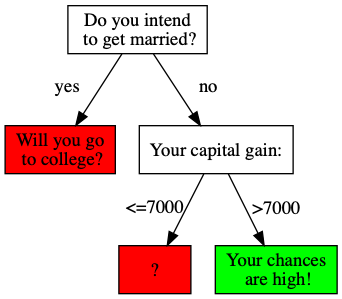 Do you intend
to get married?
yes
no
Will you go
to college?
Your capital gain:
<=7000
>7000
?
Your chances
are high!